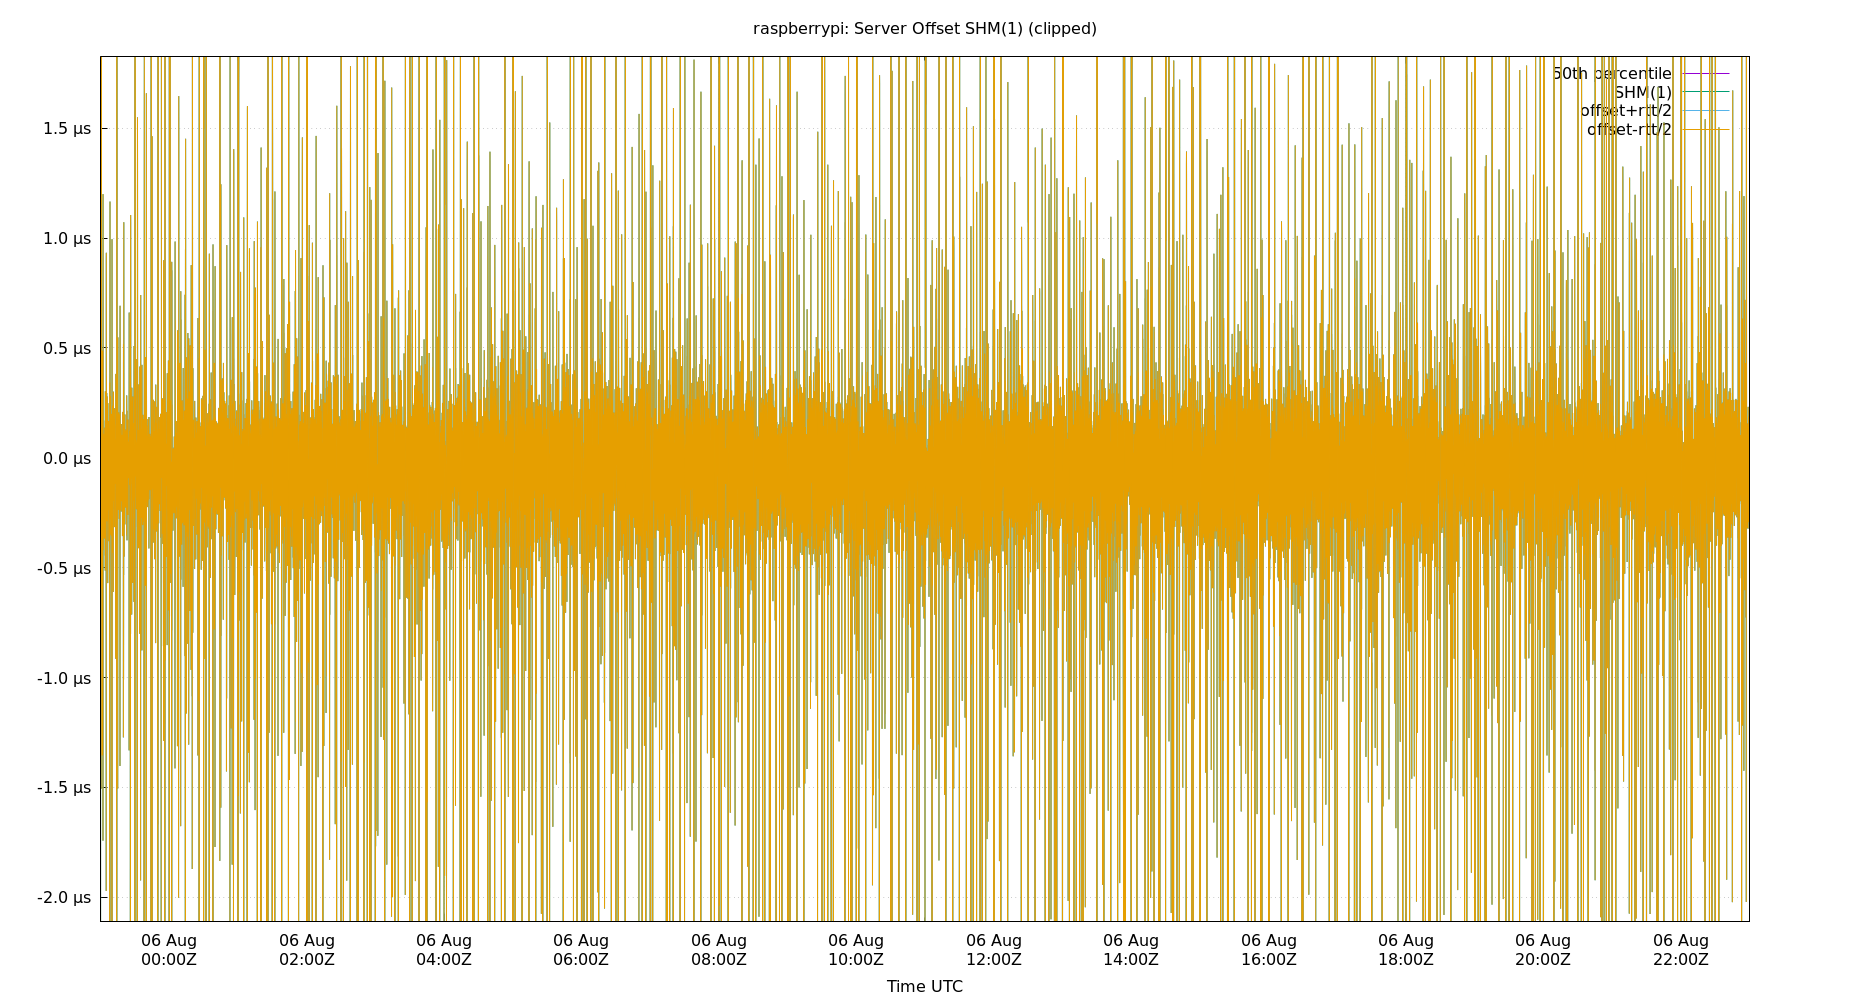 raspberrypi: Server Offset SHM(1) (clipped)
50th percentile
SHM(1)
offset+rtt/2
offset-rtt/2
1.5 µs
1.0 µs
0.5 µs
0.0 µs
-0.5 µs
-1.0 µs
-1.5 µs
-2.0 µs
06 Aug 06 Aug 06 Aug 06 Aug 06 Aug 06 Aug 06 Aug 06 Aug 06 Aug 06 Aug 06 Aug 06 Aug
00:00Z 02:00Z 04:00Z 06:00Z 08:00Z 10:00Z 12:00Z 14:00Z 16:00Z 18:00Z 20:00Z 22:00Z
Time UTC